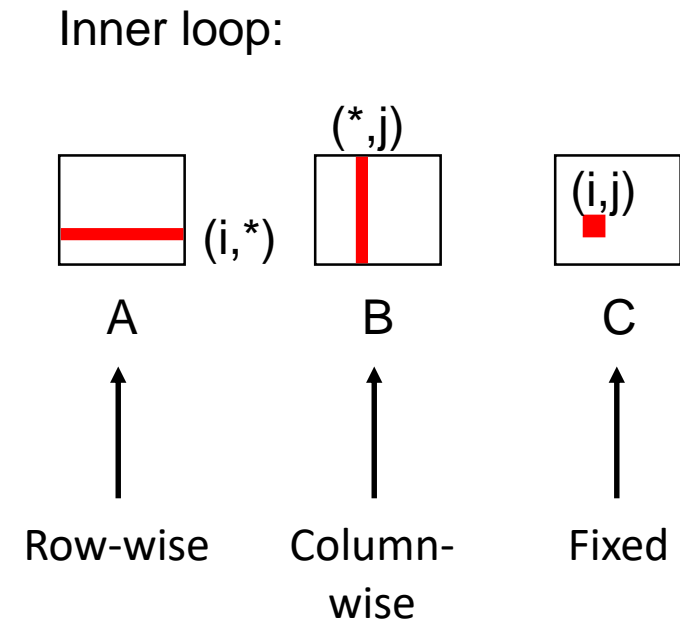 Inner loop:
(*,j)
(i,j)
(i,*)
A B C
Row-wise Column- Fixed
wise